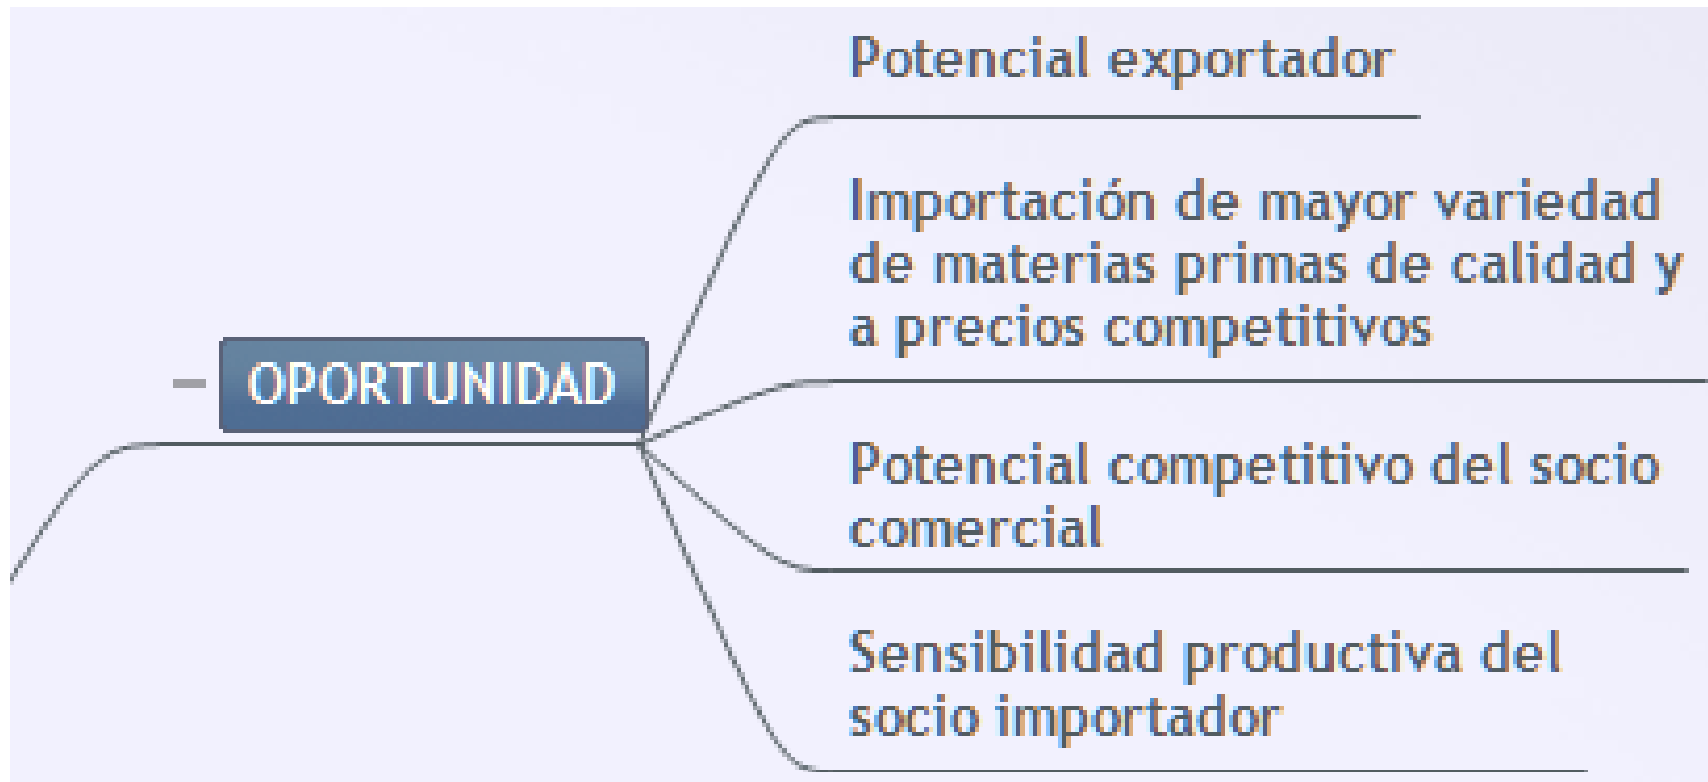 OPORTUNIDAD
Potencial exportador
Importación de mayor variedad
de materias primas de calidad y
a precios competitivos
Potencial competitivo del socio
comercial
Sensibilidad productiva del
socio importador